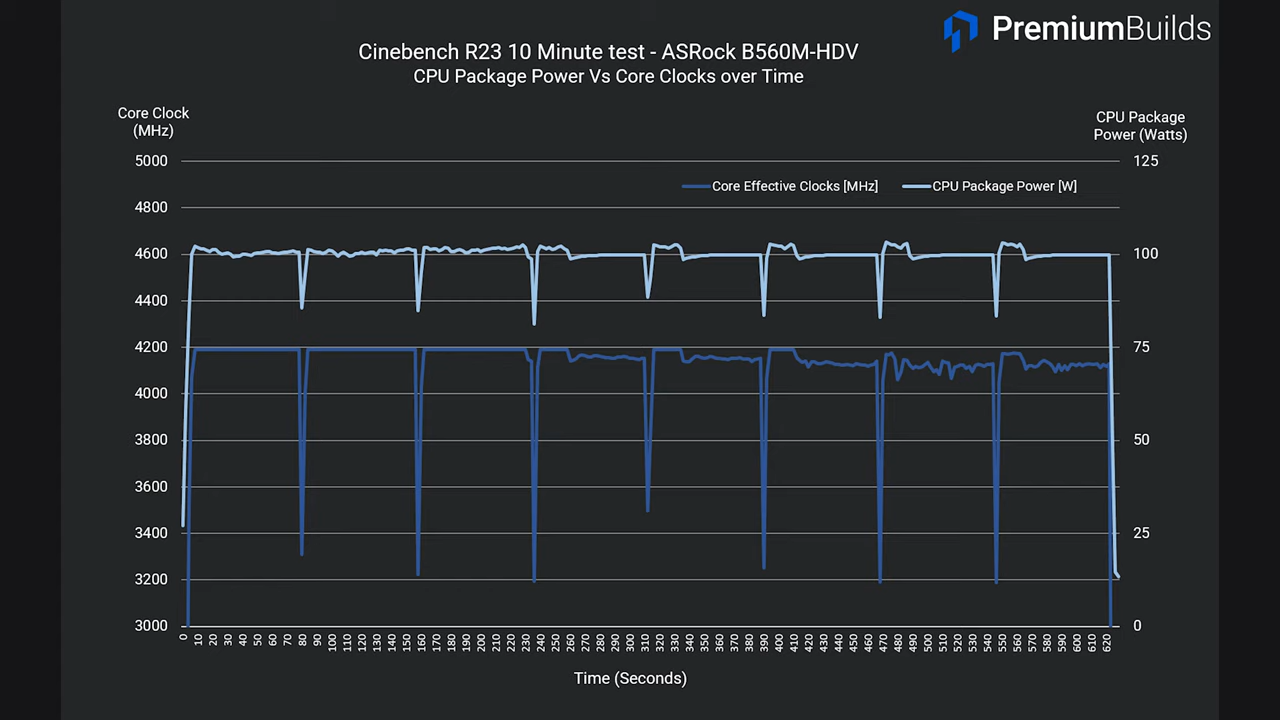 PremiumBuilds
Cinebench R23 10 Minute test - ASRock B560M-HDV
CPU Package Power Vs Core Clocks over Time
Core Clock
(MHz)
CPU Package
Power (Watts)
Core Effective Clocks [MHz]
CPU Package Power [W]
5000
4800
4600
4400
4200
4000
3800
3600
3400
3200
3000
125
100
75
50
25
0
0 10 20 30 40 50 60 70 80 90 100 110 120 130 140 150 160 170 180 190 200 210 220 230 240 250 260 270 280 290 300 310 320 330 340 350 360 370 380 390 400 410 420 430 440 450 460 470 480 490 500 510 520 530 540 550 560 570 580 590 600 610 620
Time (Seconds)